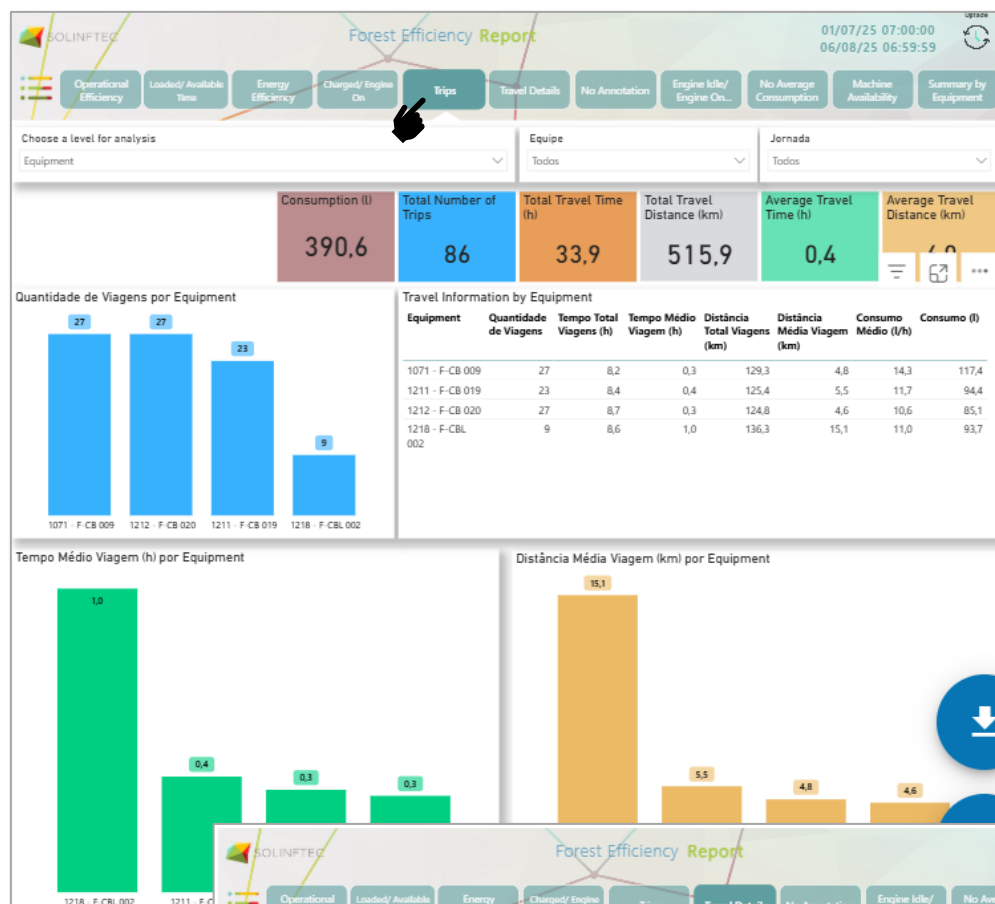 Uptade
SOLINFTEC
Forest Efficiency Report
01/07/25 07:00:00
06/08/25 06:59:59
Operational
Efficiency
Loaded/ Available
Time
Energy
Efficiency
Charged/ Engine
On
Trips
Travel Details
No Annotation
Engine Idle/
Engine On...
No Average
Consumption
Machine
Availability
Summary by
Equipment
Choose a level for analysis
Equipment
Equipe
Todos
Jornada
Todos
Consumption (l)
390,6
Total Number of
Trips
86
Total Travel Time
(h)
33,9
Total Travel
Distance (km)
515,9
Average Travel
Time (h)
0,4
Average Travel
Distance (km)
Quantidade de Viagens por Equipment
27
27
23
9
1071 - F-CB 009
1212 - F-CB 020
1211 - F-CB 019
1218 - F-CBL 002
Travel Information by Equipment
Equipment Quantidade de Viagens Tempo Total Viagens (h) Tempo Médio Viagem (h) Distância Total Viagens (km) Distância Média Viagem (km) Consumo Médio (l/h) Consumo (l)
1071 - F-CB 009 27 8,2 0,3 129,3 4,8 14,3 117,4
1211 - F-CB 019 23 8,4 0,4 125,4 5,5 11,7 94,4
1212 - F-CB 020 27 8,7 0,3 124,8 4,6 10,6 85,1
1218 - F-CBL 002 9 8,6 1,0 136,3 15,1 11,0 93,7
Tempo Médio Viagem (h) por Equipment
1,0
0,4
0,3
0,3
1218 - F-CBL 002
1211 - F-C
Distância Média Viagem (km) por Equipment
15,1
5,5
4,8
4,6
SOLINFTEC
Forest Efficiency Report
Operational
Loaded/ Available
Energy
Charged/ Engine
Engine Idle/